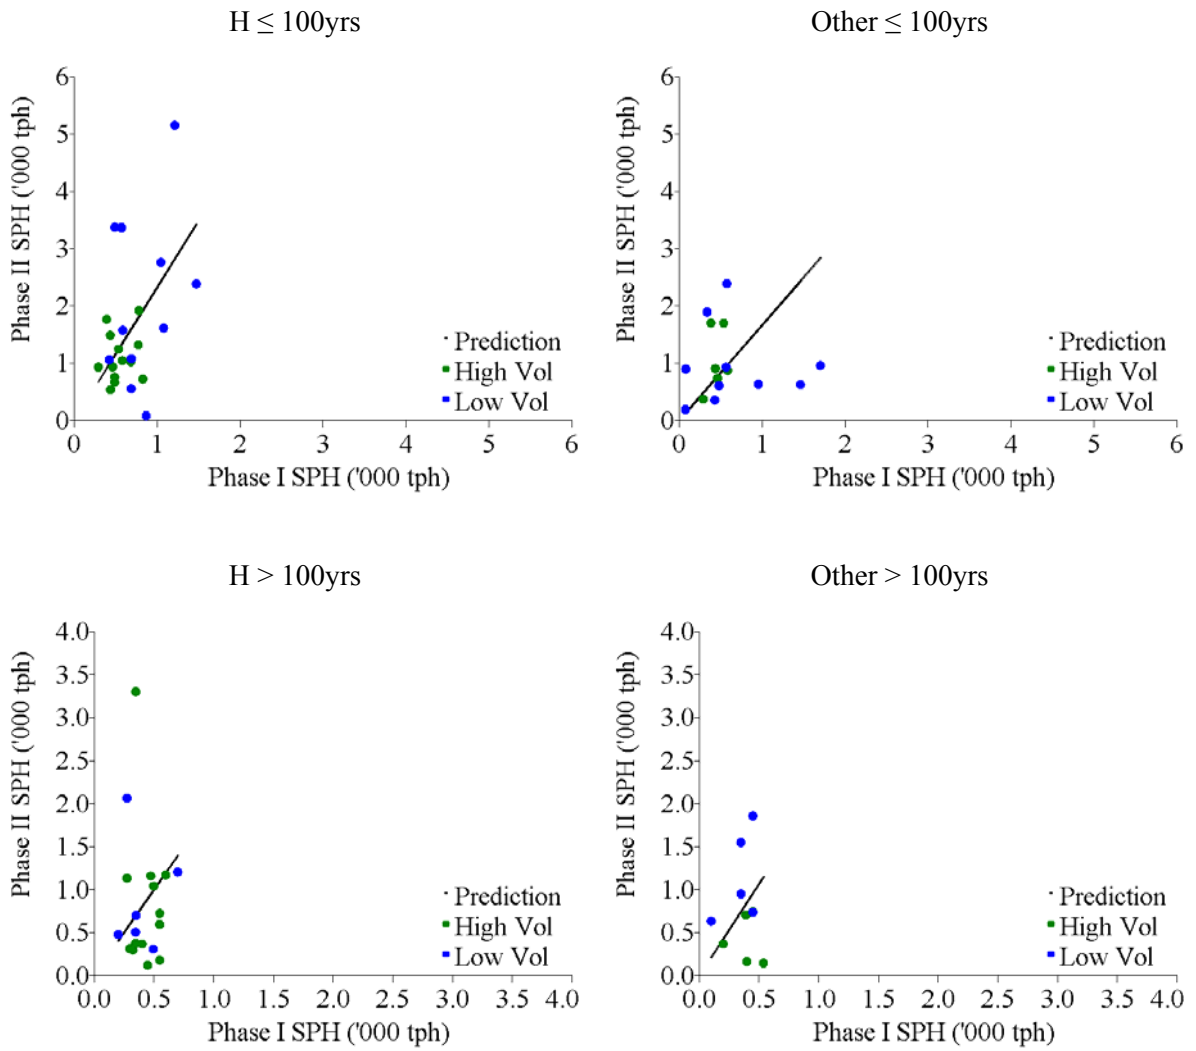 H ≤ 100yrs
6
5
4
3
2
1
0
Phase II SPH ('000 tph)
Prediction
High Vol
Low Vol
0 1 2 3 4 5 6
Phase I SPH ('000 tph)
Other ≤ 100yrs
6
5
4
3
2
1
0
Phase II SPH ('000 tph)
Prediction
High Vol
Low Vol
0 1 2 3 4 5 6
Phase I SPH ('000 tph)
H > 100yrs
4.0
3.5
3.0
2.5
2.0
1.5
1.0
0.5
0.0
Phase II SPH ('000 tph)
Prediction
High Vol
Low Vol
0.0 0.5 1.0 1.5 2.0 2.5 3.0 3.5 4.0
Phase I SPH ('000 tph)
Other > 100yrs
4.0
3.5
3.0
2.5
2.0
1.5
1.0
0.5
0.0
Phase II SPH ('000 tph)
Prediction
High Vol
Low Vol
0.0 0.5 1.0 1.5 2.0 2.5 3.0 3.5 4.0
Phase I SPH ('000 tph)